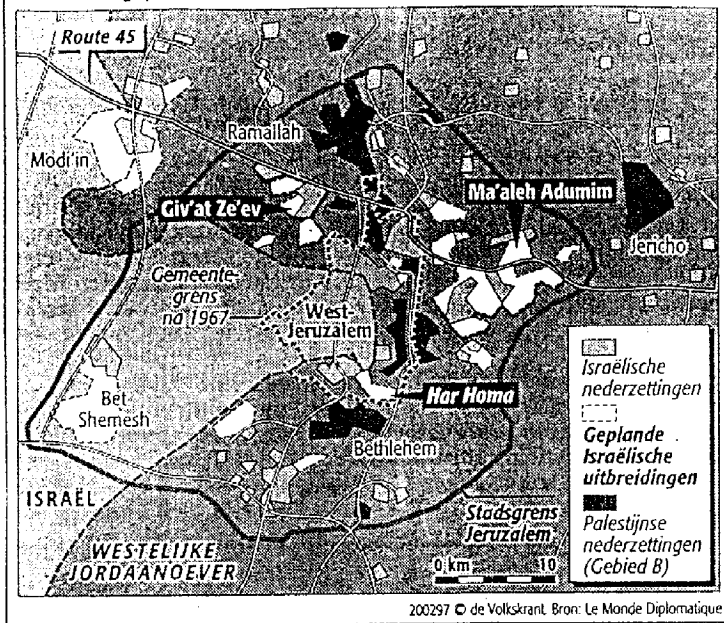 Route 45
Ramallah
Modi'in
Giv'at Ze'ev
Ma'aleh Adumim
Jericho
Gemeente-
grens
na 1967
West-
Jeruzalem
Bet
Shemesh
Har Homa
Bethlehem
ISRAËL
WESTELIJKE
JORDAANOEVER
Stadsgrens
Jeruzalem
0 km 10
Israëlische
nederzettingen
Geplande
Israëlische
uitbreidingen
Palestijnse
nederzettingen
(Gebied B)
200297 © de Volkskrant. Bron: Le Monde Diplomatique